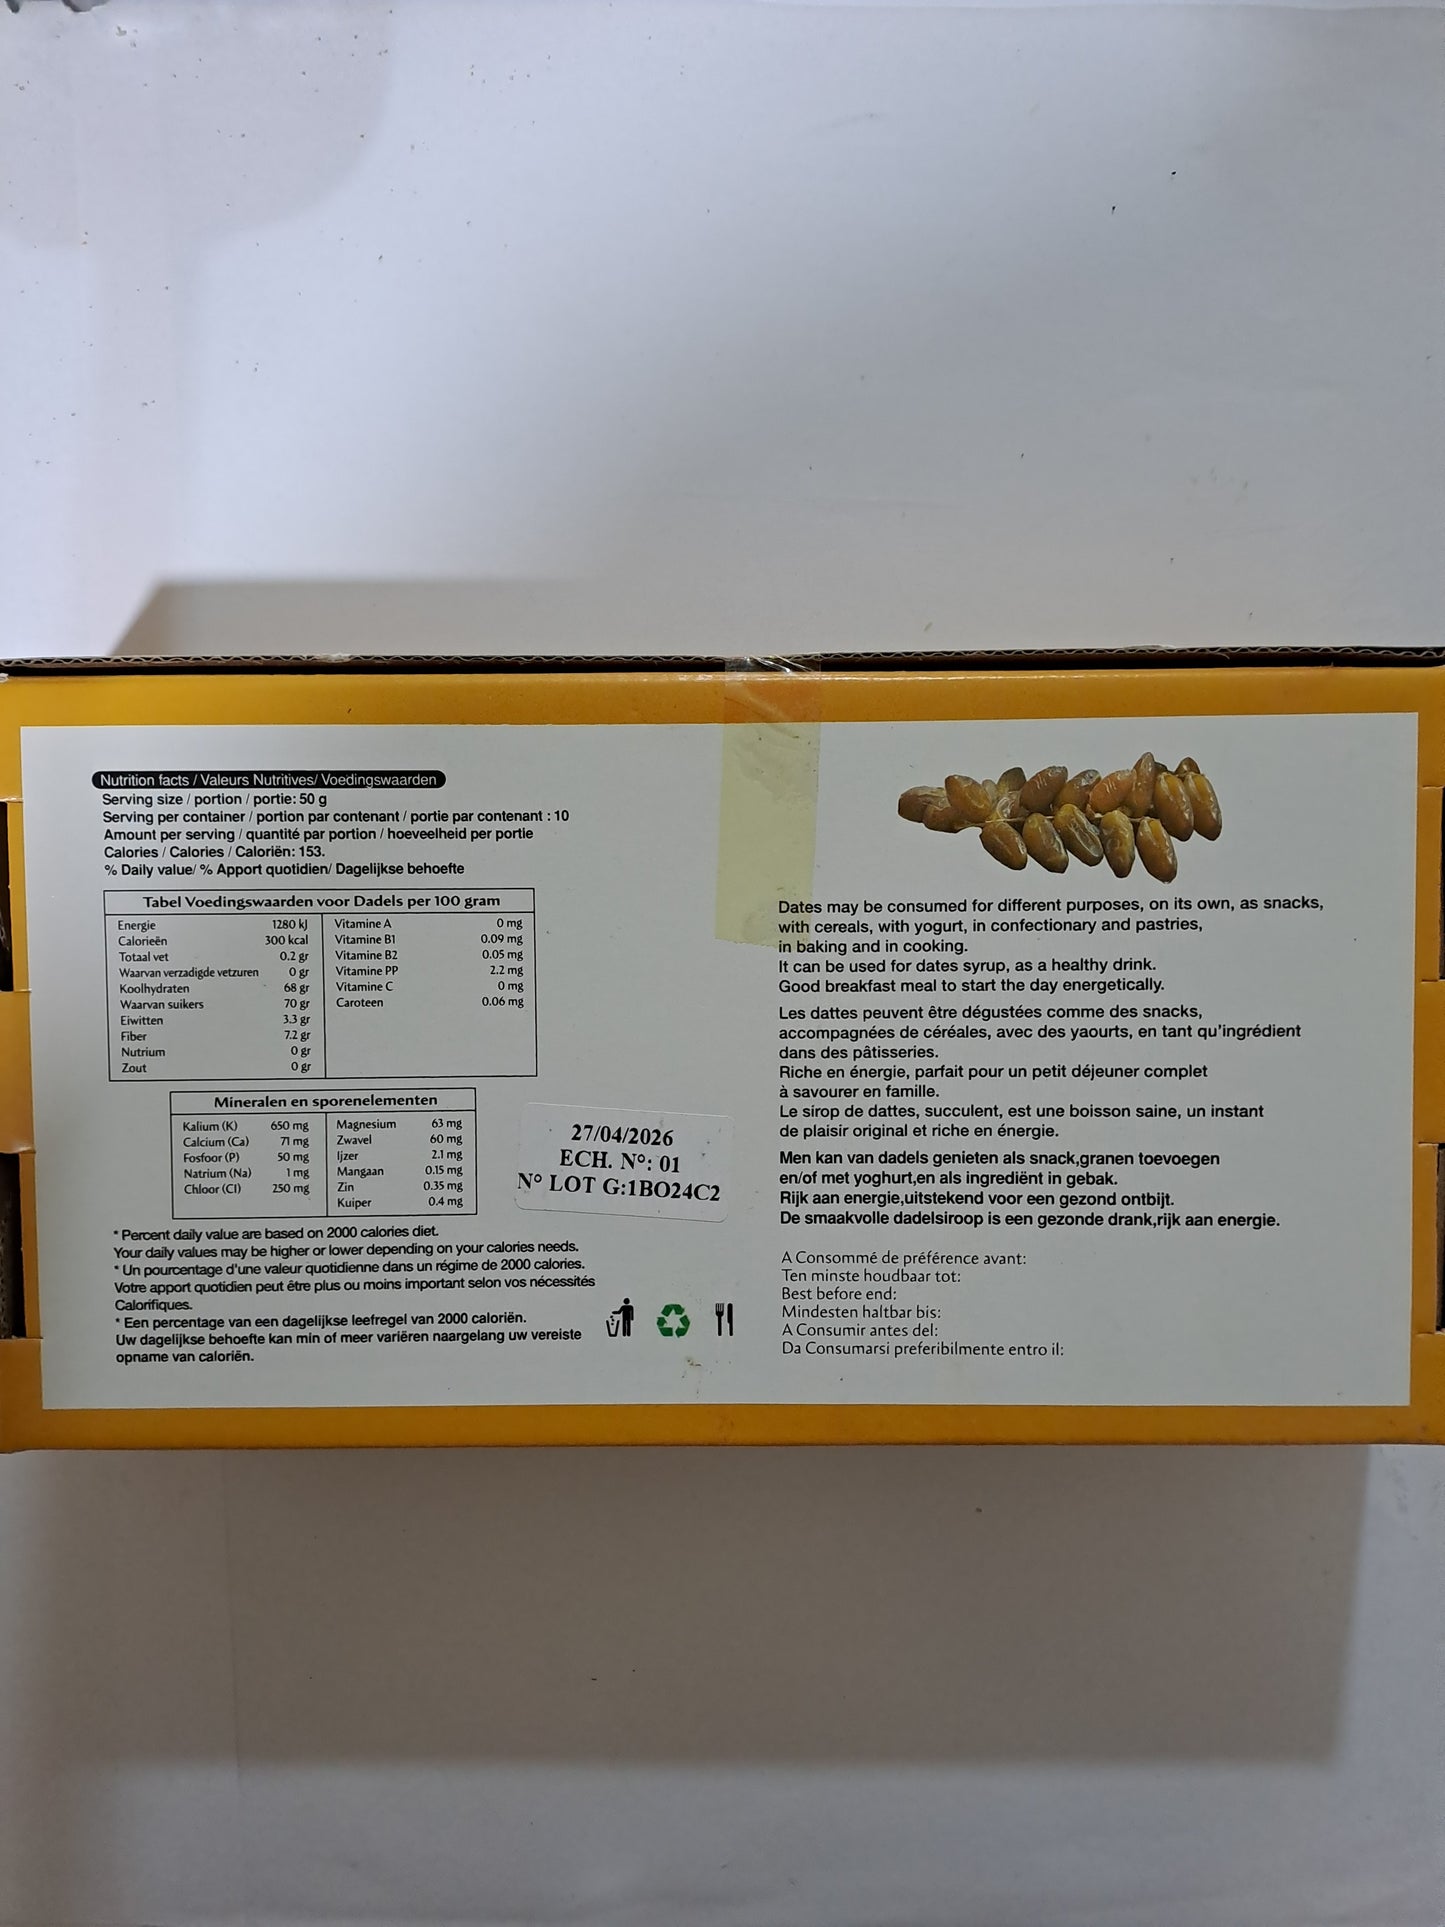 Nutrition facts / Valeurs Nutritives/ Voedingswaarden
Serving size / portion / portie: 50 g
Serving per container / portion par contenant / portie par contenant : 10
Amount per serving / quantité par portion / hoeveelheid per portie
Calories / Calories / Caloriën: 153.
% Daily value/ % Apport quotidien/ Dagelijkse behoefte
Tabel Voedingswaarden voor Dadels per 100 gram
Energie 1280 kJ
Calorieën 300 kcal
Totaal vet 0.2 gr
Waarvan verzadigde vetzuren 0 gr
Koolhydraten 68 gr
Waarvan suikers 70 gr
Eiwitten 3.3 gr
Fiber 7.2 gr
Nutrium 0 gr
Zout 0 gr
Vitamine A 0 mg
Vitamine B1 0.09 mg
Vitamine B2 0.05 mg
Vitamine PP 2.2 mg
Vitamine C 0 mg
Caroteen 0.06 mg
Mineralen en sporenelementen
Kalium (K) 650 mg
Calcium (Ca) 71 mg
Fosfoor (P) 50 mg
Natrium (Na) 1 mg
Chloor (Cl) 250 mg
Magnesium 63 mg
Zwavel 60 mg
Ijzer 2.1 mg
Mangaan 0.15 mg
Zin 0.35 mg
Kuiper 0.4 mg
* Percent daily value are based on 2000 calories diet.
Your daily values may be higher or lower depending on your calories needs.
* Un pourcentage d'une valeur quotidienne dans un régime de 2000 calories.
Votre apport quotidien peut être plus ou moins important selon vos nécessités
Calorifiques.
* Een percentage van een dagelijkse leefregel van 2000 caloriën.
Uw dagelijkse behoefte kan min of meer variëren naargelang uw vereiste
opname van caloriën.
27/04/2026
ECH. N°: 01
N° LOT G:1BO24C2
Dates may be consumed for different purposes, on its own, as snacks,
with cereals, with yogurt, in confectionary and pastries,
in baking and in cooking.
It can be used for dates syrup, as a healthy drink.
Good breakfast meal to start the day energetically.
Les dattes peuvent être dégustées comme des snacks,
accompagnées de céréales, avec des yaourts, en tant qu'ingrédient
dans des pâtisseries.
Riche en énergie, parfait pour un petit déjeuner complet
à savourer en famille.
Le sirop de dattes, succulent, est une boisson saine, un instant
de plaisir original et riche en énergie.
Men kan van dadels genieten als snack,granen toevoegen
en/of met yoghurt,en als ingrediënt in gebak.
Rijk aan energie,uitstekend voor een gezond ontbijt.
De smaakvolle dadelsiroop is een gezonde drank,rijk aan energie.
A Consommé de préférence avant:
Ten minste houdbaar tot:
Best before end:
Mindesten haltbar bis:
A Consumir antes del:
Da Consumarsi preferibilmente entro il: